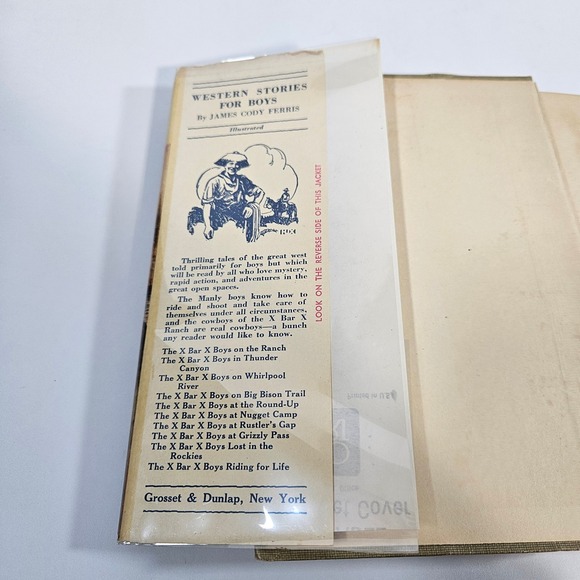 WESTERN STORIES
FOR BOYS
By JAMES CODY FERRIS
Illustrated
Thrilling tales of the great west
told primarily for boys but which
will be read by all who love mystery,
rapid action, and adventures in the
great open spaces.
The Manly boys know how to
ride and shoot and take care of
themselves under all circumstances,
and the cowboys of the X Bar X
Ranch are real cowboys—a bunch
any reader would like to know.
The X Bar X Boys on the Ranch
The X Bar X Boys in Thunder
Canyon
The X Bar X Boys on Whirlpool
River
The X Bar X Boys on Big Bison Trail
The X Bar X Boys at the Round-Up
The X Bar X Boys at Nugget Camp
The X Bar X Boys at Rustler's Gap
The X Bar X Boys at Grizzly Pass
The X Bar X Boys Lost in the
Rockies
The X Bar X Boys Riding for Life
Grosset & Dunlap, New York
LOOK ON THE REVERSE SIDE OF THIS JACKET
Cover